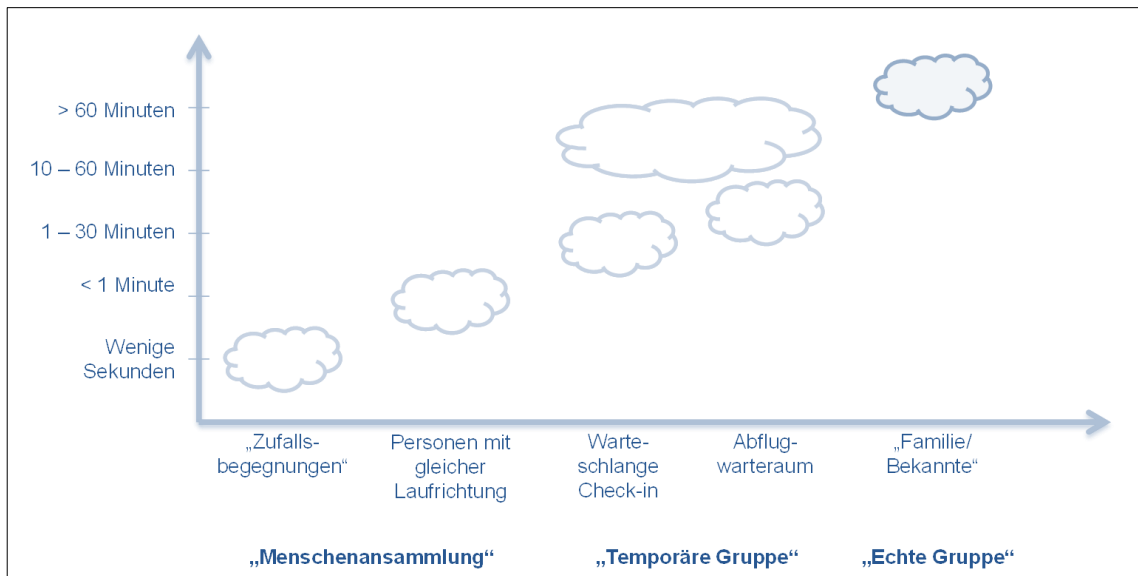 > 60 Minuten
10 – 60 Minuten
1 – 30 Minuten
< 1 Minute
Wenige
Sekunden
„Zufalls-
begegnungen“
Personen mit
gleicher
Laufrichtung
Warte-
schlange
Check-in
Abflug-
warteraum
„Familie/
Bekannte“
„Menschenansammlung“
„Temporäre Gruppe“
„Echte Gruppe“